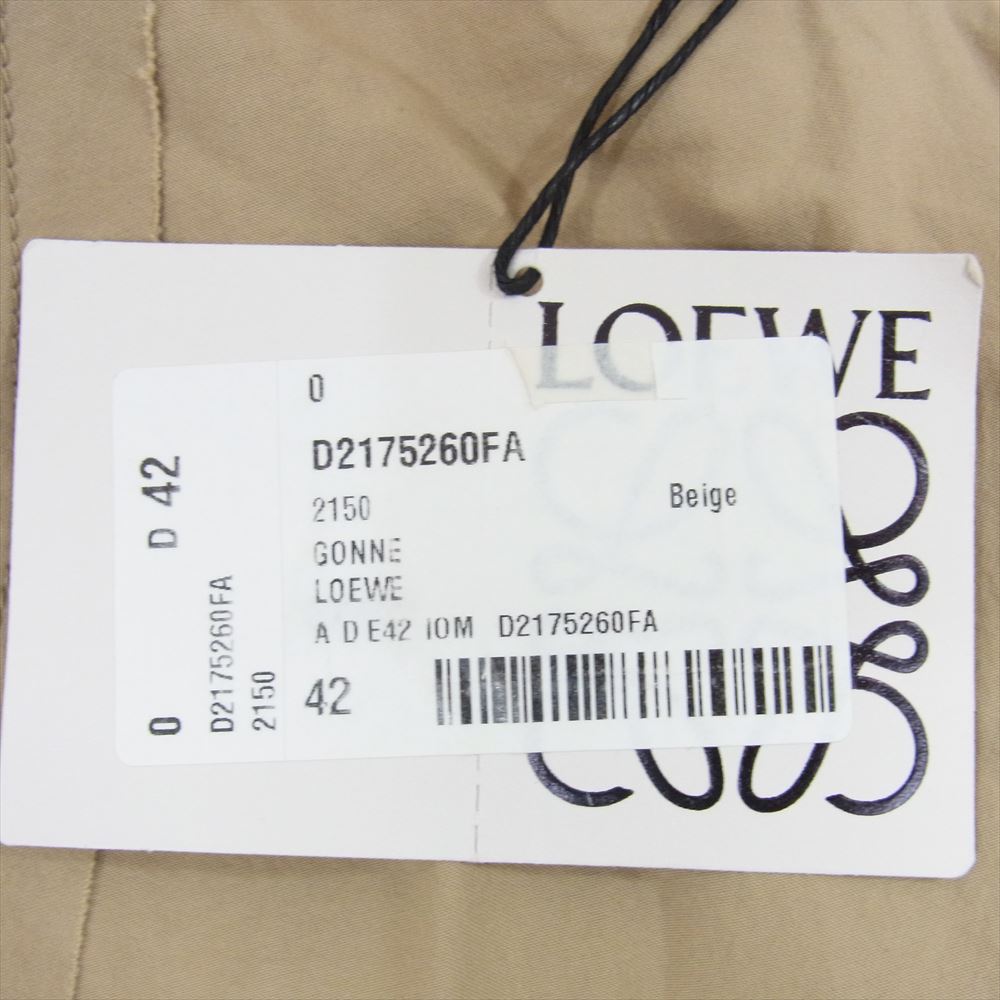 LOEWE
0
D2175260FA
2150
Beige
GONNE
LOEWE
A D E42 IOM D2175260FA
42
D 42
0
D2175260FA
2150